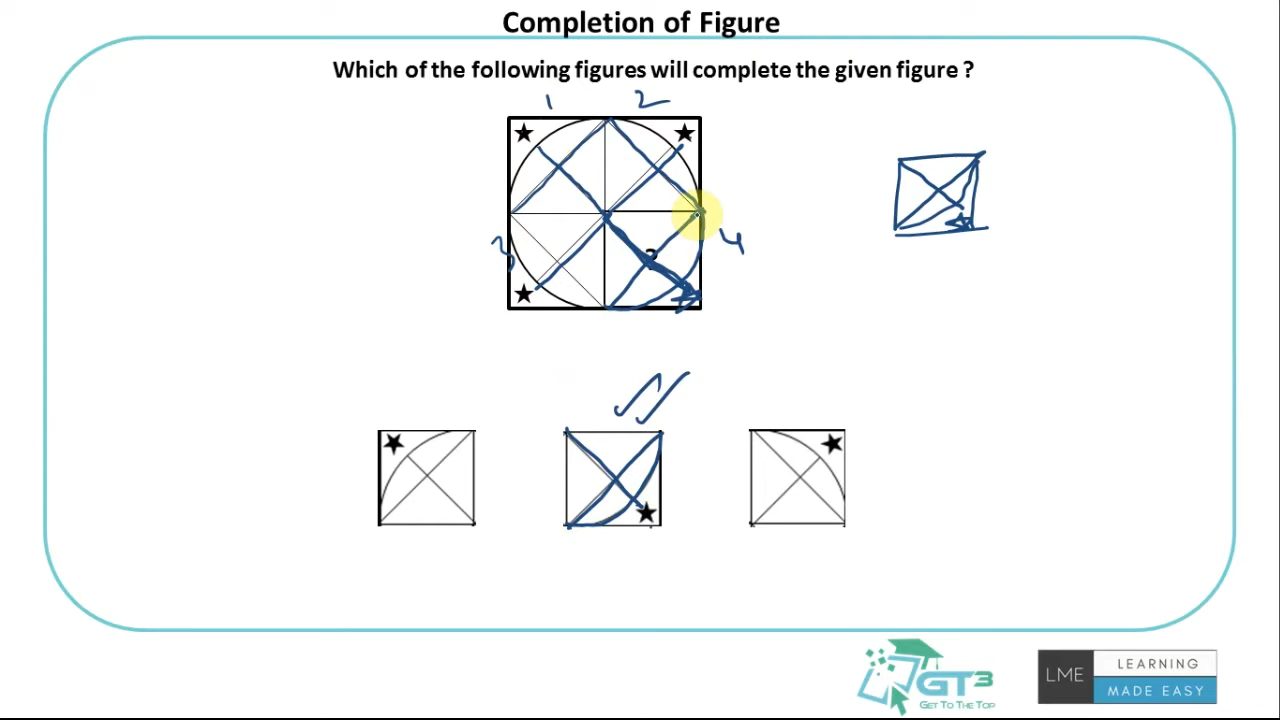 Completion of Figure
Which of the following figures will complete the given figure ?
1 2
3
4
?
GT3
GET TO THE TOP
LME
LEARNING
MADE EASY